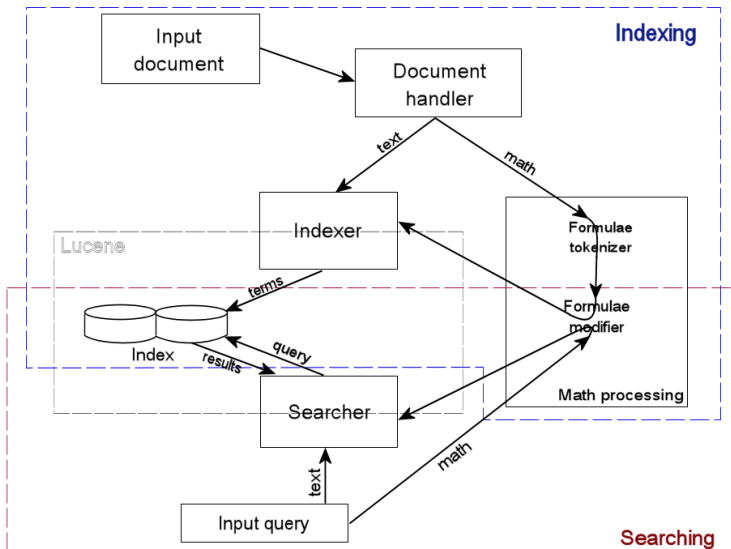 Input
document
Indexing
Document
handler
text
math
Indexer
Formulae
tokenizer
Lucene
terms
Formulae
modifier
Index
query
results
Math processing
Searcher
math
text
Input query
Searching